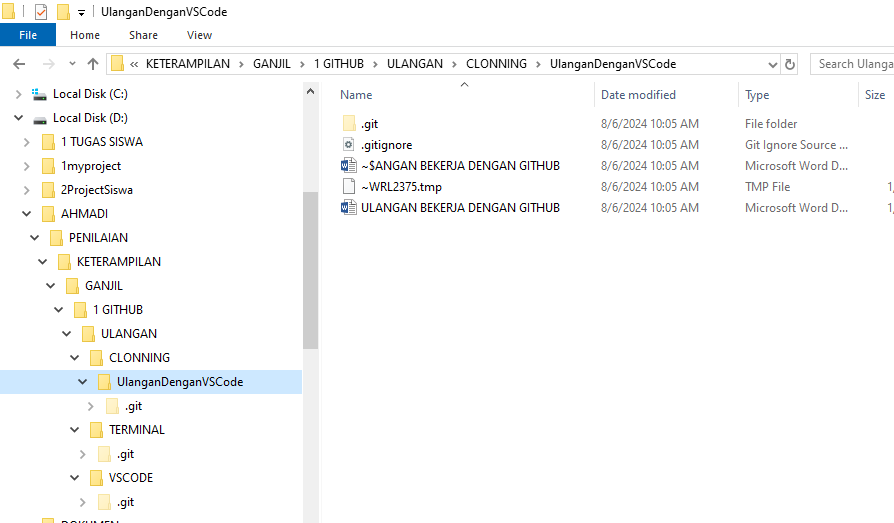 UlanganDenganVSCode
File Home Share View
« KETERAMPILAN > GANJIL > 1 GITHUB > ULANGAN > CLONNING > UlanganDenganVSCode
Search Ulanga
Local Disk (C:)
Local Disk (D:)
1 TUGAS SISWA
1myproject
2ProjectSiswa
AHMADI
PENILAIAN
KETERAMPILAN
GANJIL
1 GITHUB
ULANGAN
CLONNING
UlanganDenganVSCode
.git
TERMINAL
.git
VSCODE
.git
Name Date modified Type Size
.git 8/6/2024 10:05 AM File folder
.gitignore 8/6/2024 10:05 AM Git Ignore Source ...
~$ANGAN BEKERJA DENGAN GITHUB 8/6/2024 10:05 AM Microsoft Word D...
~WRL2375.tmp 8/6/2024 10:05 AM TMP File 1,
ULANGAN BEKERJA DENGAN GITHUB 8/6/2024 10:05 AM Microsoft Word D... 1,